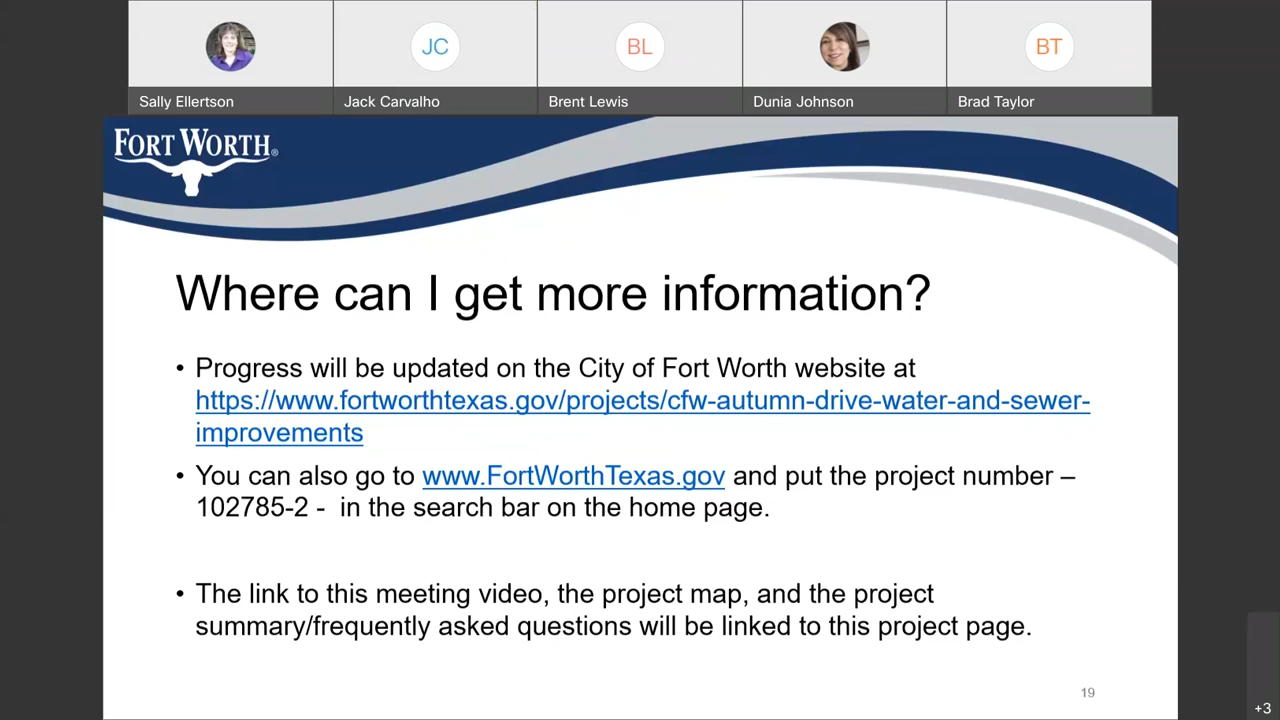 JC
BL
BT
Sally Ellertson
Jack Carvalho
Brent Lewis
Dunia Johnson
Brad Taylor
FORT WORTH®
Where can I get more information?
• Progress will be updated on the City of Fort Worth website at
https://www.fortworthtexas.gov/projects/cfw-autumn-drive-water-and-sewer-
improvements
• You can also go to www.FortWorthTexas.gov and put the project number –
102785-2 - in the search bar on the home page.
• The link to this meeting video, the project map, and the project
summary/frequently asked questions will be linked to this project page.
19
+3